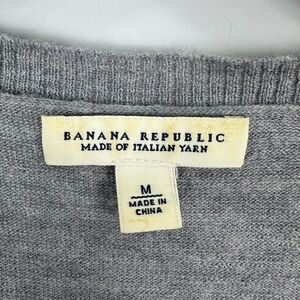 BANANA REPUBLIC
MADE OF ITALIAN YARN
M
MADE IN
CHINA